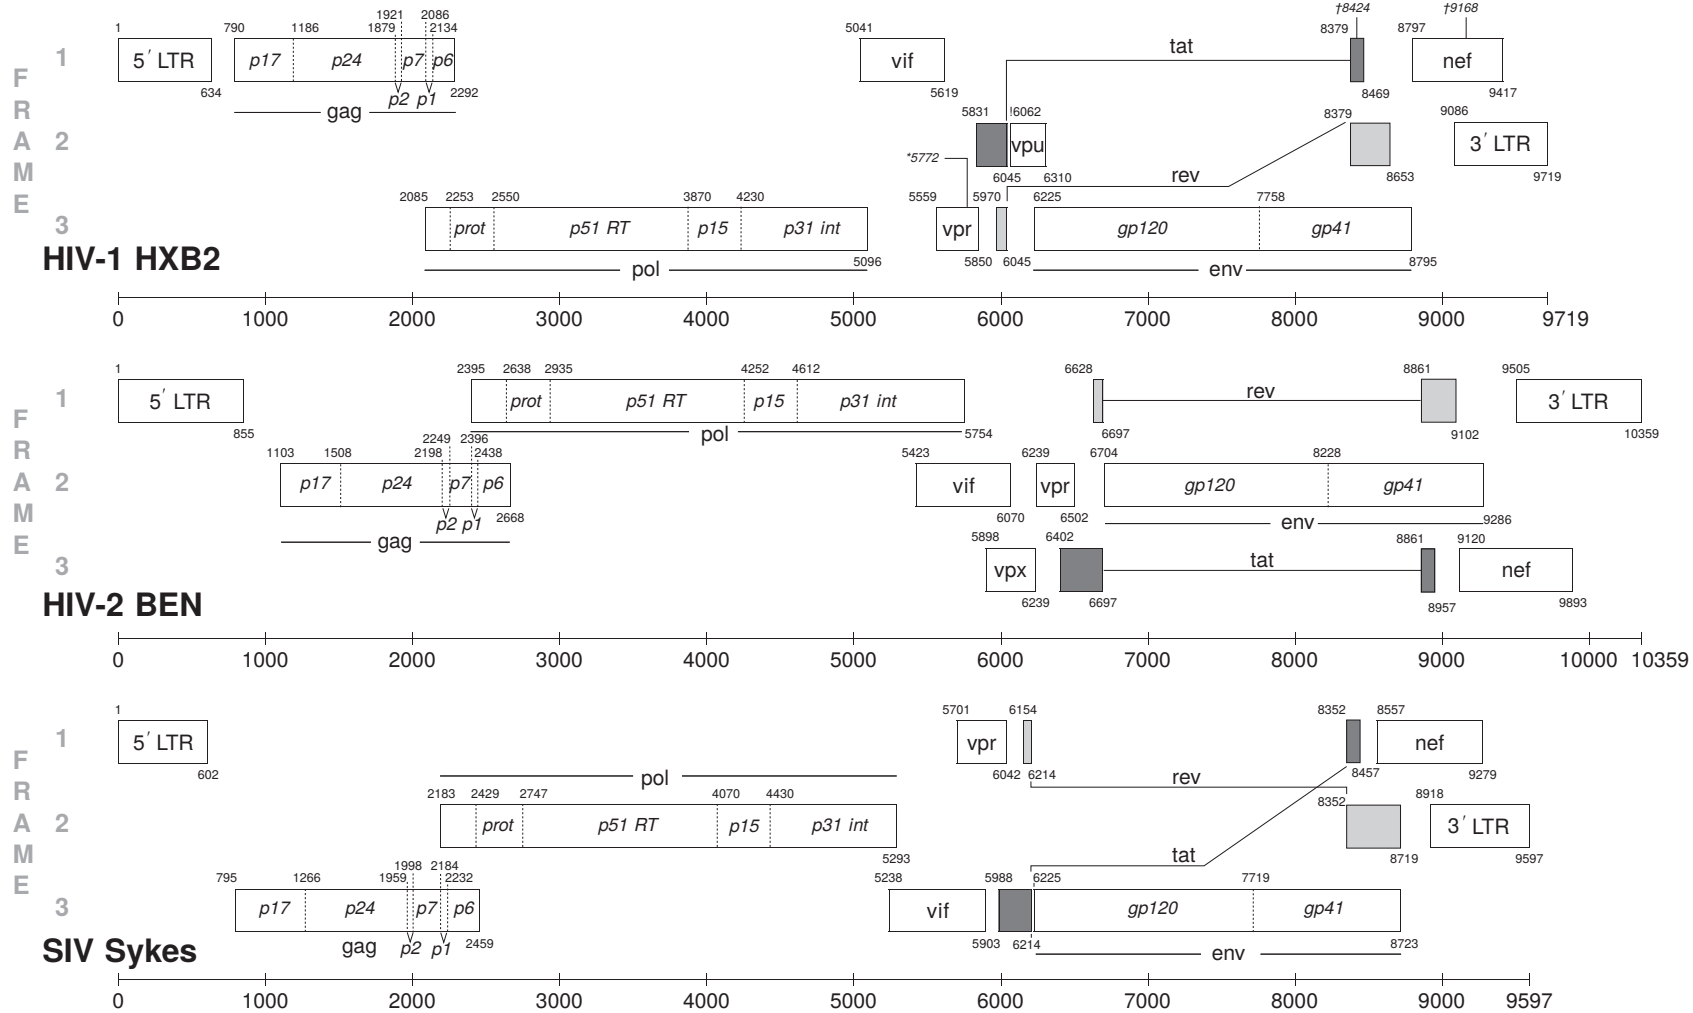 1921 2086 †8424 †9168
1 790 1186 1879 2134 5041 8379 8797
1 5′ LTR p17 p24 p7 p6 vif tat nef
634 p2 p1 2292 5619 8469 9417
gag
5831 !6062 8379 9086
2 vpu 3′ LTR
*5772
6045 6310 rev 8653 9719
2085 2253 2550 3870 4230 5559 5970 6225 7758
3 prot p51 RT p15 p31 int vpr gp120 gp41
5096 5850 6045 8795
pol env
FRAME
HIV-1 HXB2
0 1000 2000 3000 4000 5000 6000 7000 8000 9000 9719
1 2395 2638 2935 4252 4612 6628 8861 9505
1 5′ LTR prot p51 RT p15 p31 int rev 3′ LTR
855 pol 5754 6697 9102 10359
2249 2396
1103 1508 2198 2438 5423 6239 6704 8228
2 p17 p24 p7 p6 vif vpr gp120 gp41
p2 p1 2668 6070 6502 env 9286
gag
5898 6402 8861 9120
3 vpx tat nef
6239 6697 8957 9893
FRAME
HIV-2 BEN
0 1000 2000 3000 4000 5000 6000 7000 8000 9000 10000 10359
1 5701 6154 8352 8557
1 5′ LTR vpr nef
602 6042 6214 rev 8457 9279
pol
2183 2429 2747 4070 4430 8352 8918
2 prot p51 RT p15 p31 int 3′ LTR
5293 tat 8719 9597
1998 2184
795 1266 1959 2232 5238 5988 6225 7719
3 p17 p24 p7 p6 vif gp120 gp41
gag p2 p1 2459 5903 6214 env 8723
FRAME
SIV Sykes
0 1000 2000 3000 4000 5000 6000 7000 8000 9000 9597